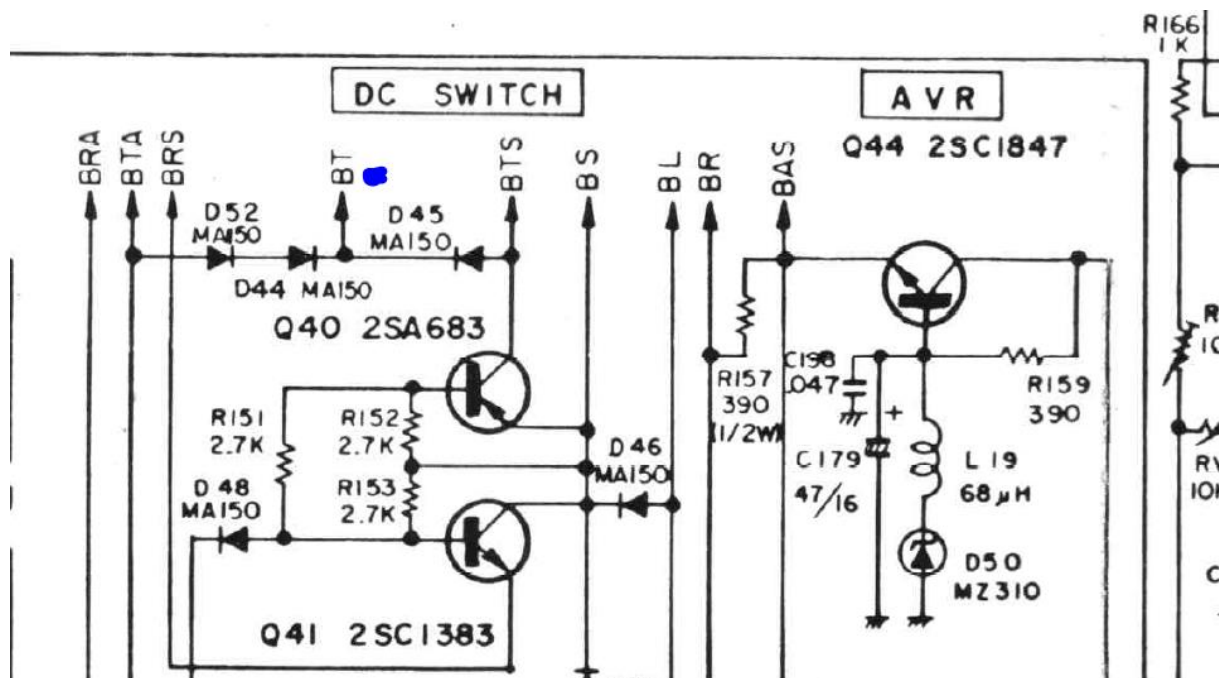 R166
1K
DC SWITCH
AVR
Q44 2SC1847
BRA
BTA
BRS
BT
BTS
BS
BL
BR
BAS
D52
MA150
D45
MA150
D44 MA150
Q40 2SA683
R151
2.7K
R152
2.7K
R153
2.7K
D48
MA150
D46
MA150
R157
390
(1/2W)
C198
.047
R159
390
+
C179
47/16
L19
68μH
D50
MZ310
Q41 2SC1383